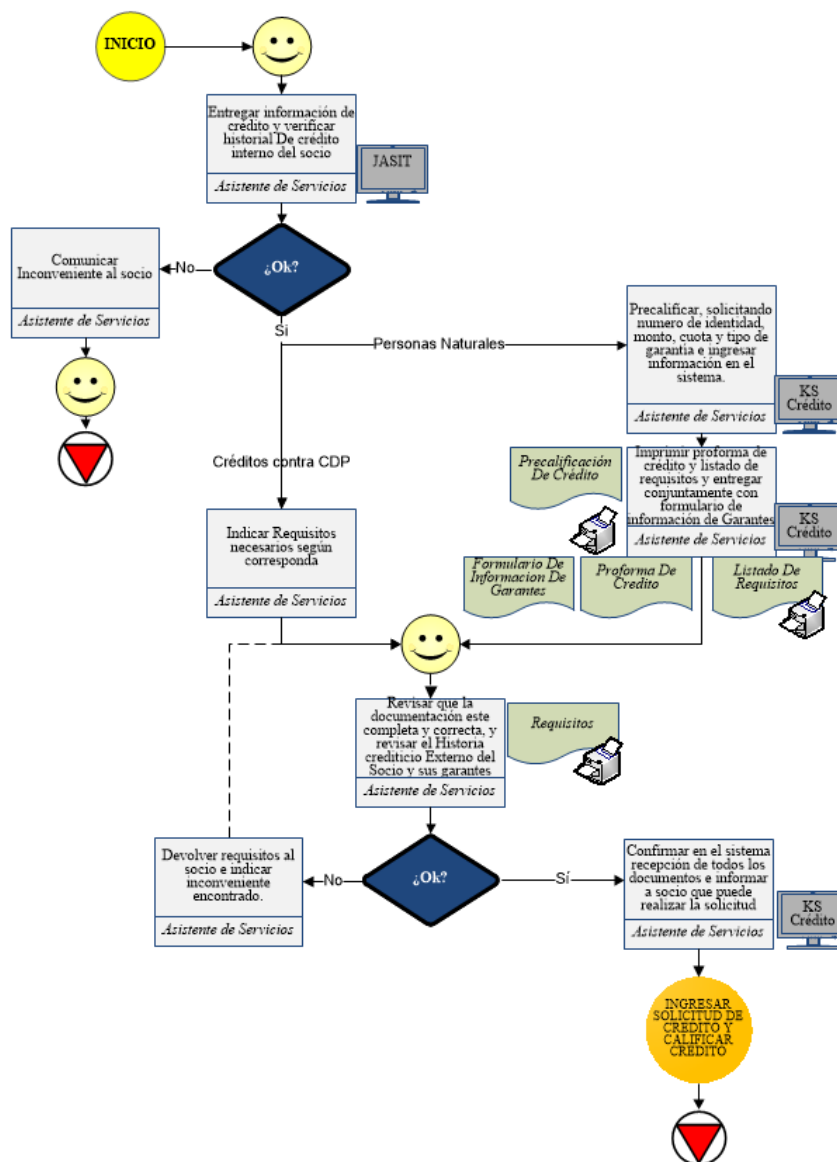 INICIO
Entregar información de
crédito y verificar
historial De crédito
interno del socio
Asistente de Servicios
JASIT
¿Ok?
No
Comunicar
Inconveniente al socio
Asistente de Servicios
Si
Personas Naturales
Precalificar, solicitando
numero de identidad,
monto, cuota y tipo de
garantía e ingresar
información en el
sistema.
Asistente de Servicios
KS
Crédito
Créditos contra CDP
Precalificación
De Crédito
Imprimir proforma de
crédito y listado de
requisitos y entregar
conjuntamente con
formulario de
información de Garantes
Asistente de Servicios
KS
Crédito
Indicar Requisitos
necesarios según
corresponda
Asistente de Servicios
Formulario De
Informacion De
Garantes
Proforma De
Credito
Listado De
Requisitos
Revisar que la
documentación este
completa y correcta, y
revisar el Historia
crediticio Externo del
Socio y sus garantes
Asistente de Servicios
Requisitos
¿Ok?
No
Devolver requisitos al
socio e indicar
inconveniente
encontrado.
Asistente de Servicios
Sí
Confirmar en el sistema
recepción de todos los
documentos e informar
a socio que puede
realizar la solicitud
Asistente de Servicios
KS
Crédito
INGRESAR
SOLICITUD DE
CREDITO Y
CALIFICAR
CREDITO